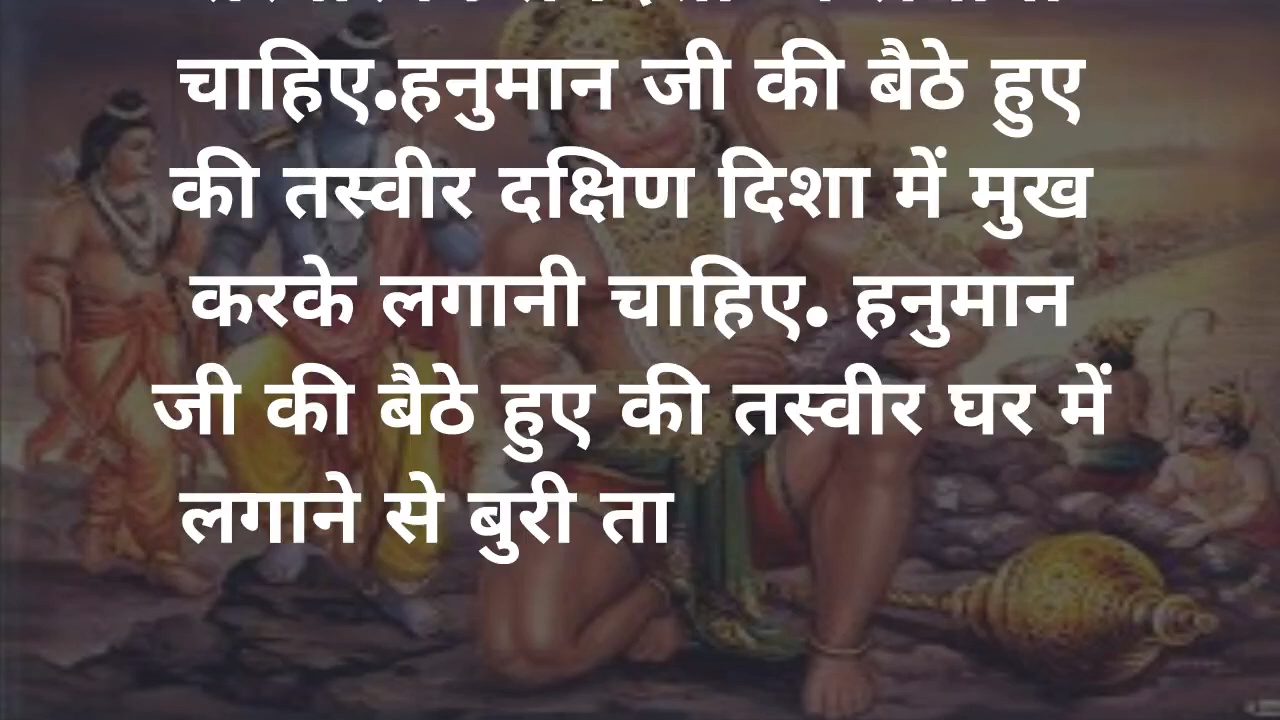 चाहिए.हनुमान जी की बैठे हुए
की तस्वीर दक्षिण दिशा में मुख
करके लगानी चाहिए. हनुमान
जी की बैठे हुए की तस्वीर घर में
लगाने से बुरी ता